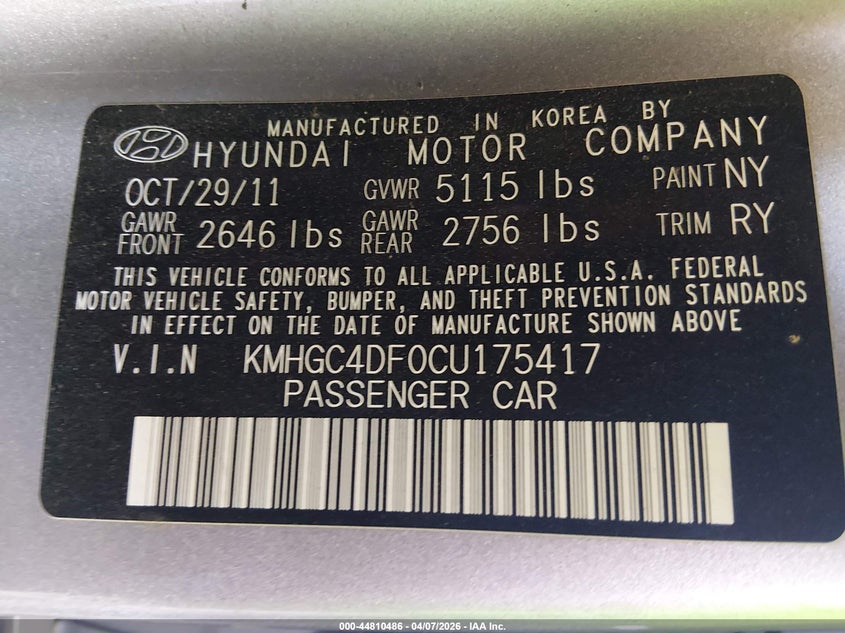 MANUFACTURED IN KOREA BY
HYUNDAI MOTOR COMPANY
OCT/29/11 GVWR 5115 lbs PAINT NY
GAWR FRONT 2646 lbs GAWR REAR 2756 lbs TRIM RY
THIS VEHICLE CONFORMS TO ALL APPLICABLE U.S.A. FEDERAL
MOTOR VEHICLE SAFETY, BUMPER, AND THEFT PREVENTION STANDARDS
IN EFFECT ON THE DATE OF MANUFACTURE SHOWN ABOVE
V.I.N KMHGC4DF0CU175417
PASSENGER CAR
000-44810486 - 04/07/2026 - IAA Inc.